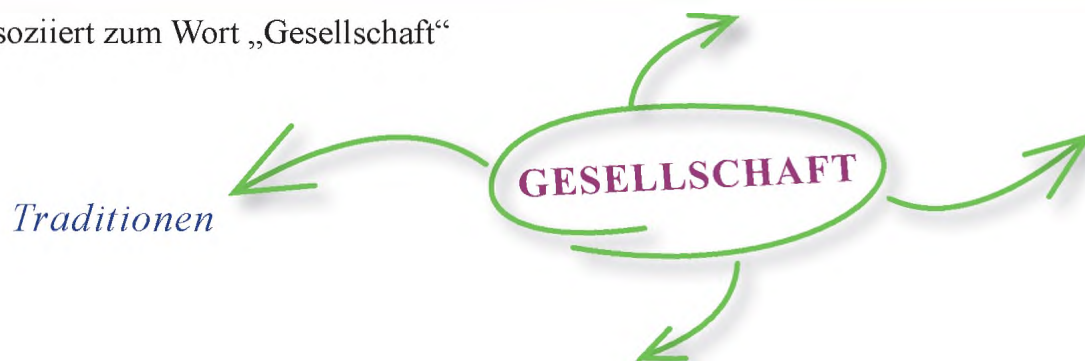 soziiert zum Wort „Gesellschaft“
GESELLSCHAFT
Traditionen